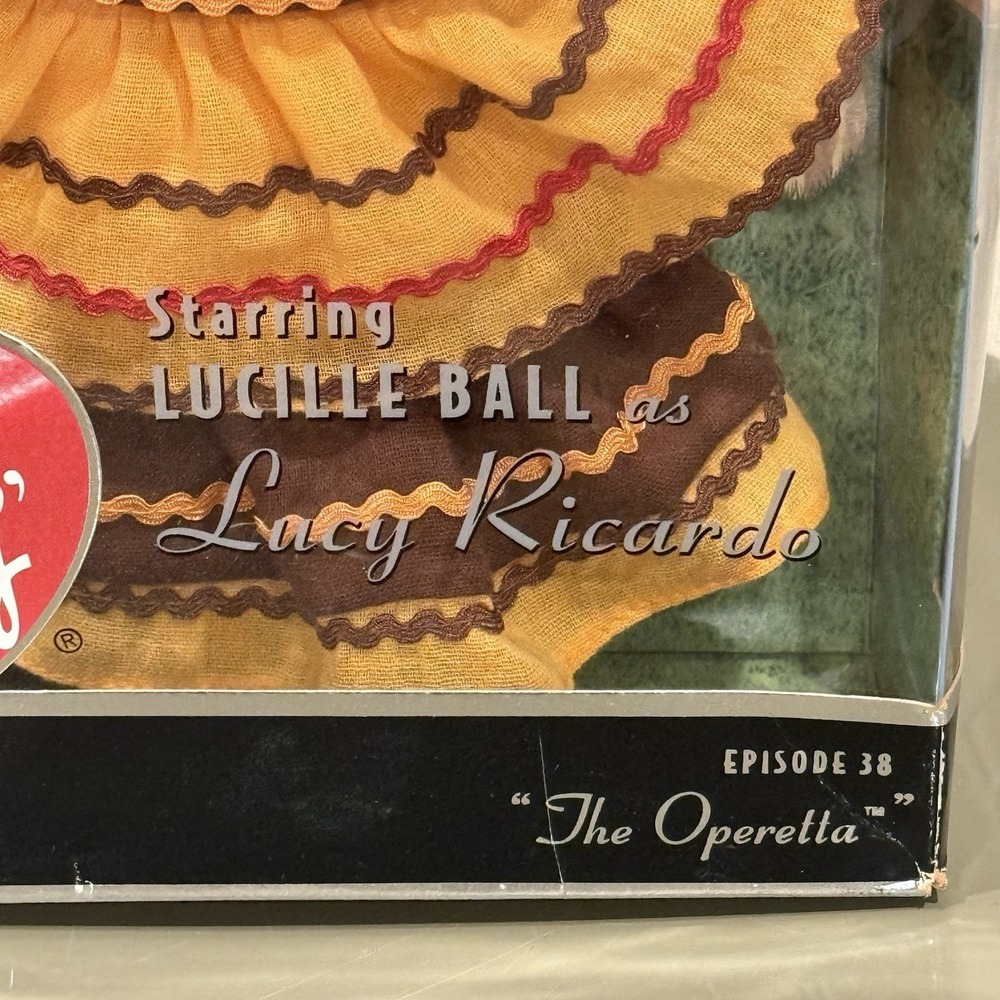 Starring
LUCILLE BALL as
Lucy Ricardo
®
EPISODE 38
“The Operetta™”